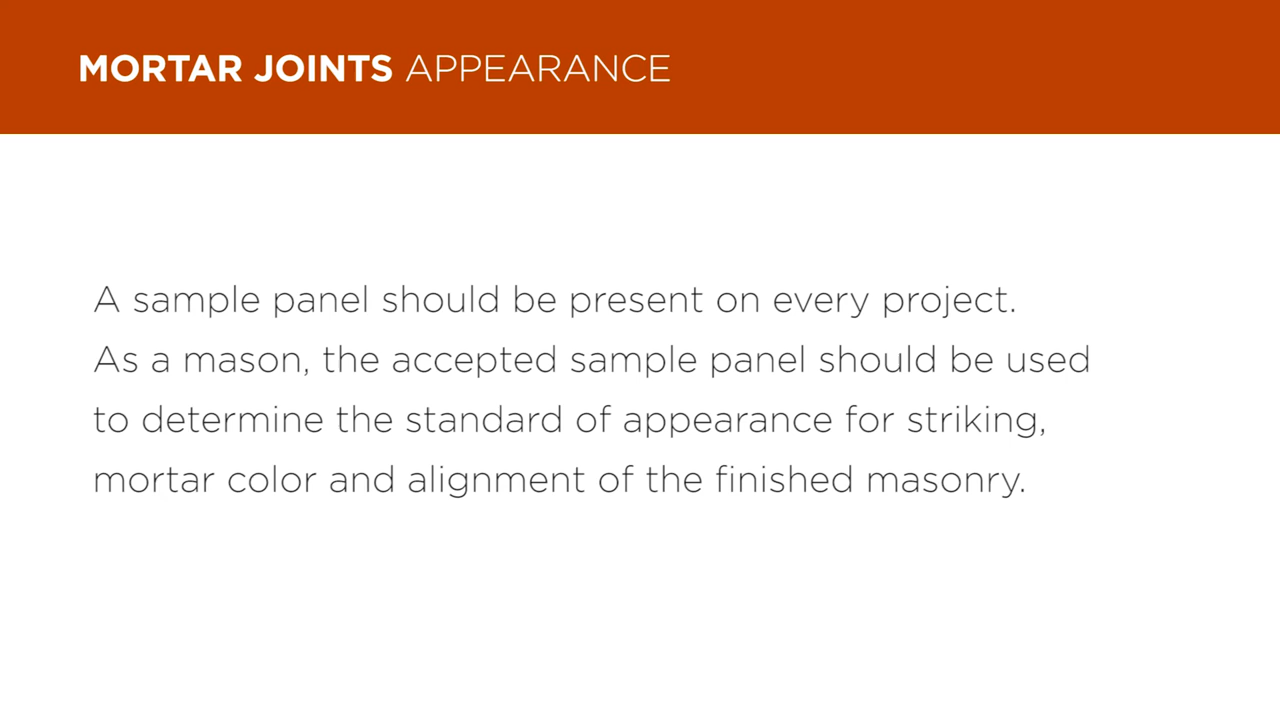 MORTAR JOINTS APPEARANCE
A sample panel should be present on every project.
As a mason, the accepted sample panel should be used
to determine the standard of appearance for striking,
mortar color and alignment of the finished masonry.